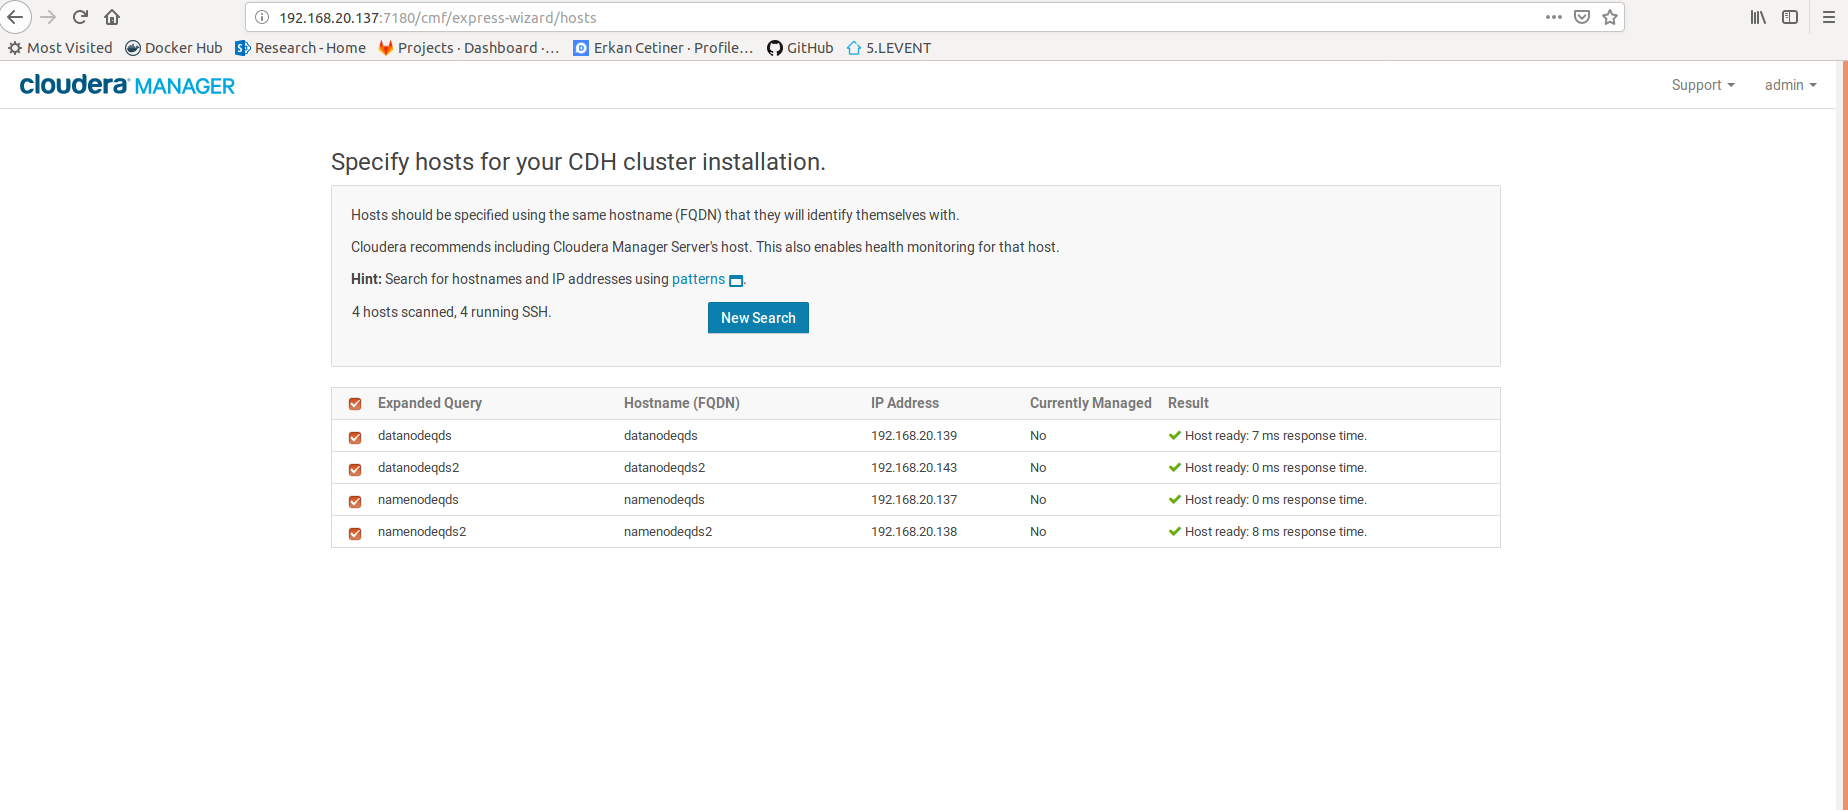 192.168.20.137:7180/cmf/express-wizard/hosts
Most Visited Docker Hub Research - Home Projects · Dashboard ·... Erkan Cetiner · Profile... GitHub 5.LEVENT
cloudera MANAGER Support admin
Specify hosts for your CDH cluster installation.
Hosts should be specified using the same hostname (FQDN) that they will identify themselves with.
Cloudera recommends including Cloudera Manager Server's host. This also enables health monitoring for that host.
Hint: Search for hostnames and IP addresses using patterns .
4 hosts scanned, 4 running SSH. New Search
Expanded Query Hostname (FQDN) IP Address Currently Managed Result
datanodeqds datanodeqds 192.168.20.139 No Host ready: 7 ms response time.
datanodeqds2 datanodeqds2 192.168.20.143 No Host ready: 0 ms response time.
namenodeqds namenodeqds 192.168.20.137 No Host ready: 0 ms response time.
namenodeqds2 namenodeqds2 192.168.20.138 No Host ready: 8 ms response time.